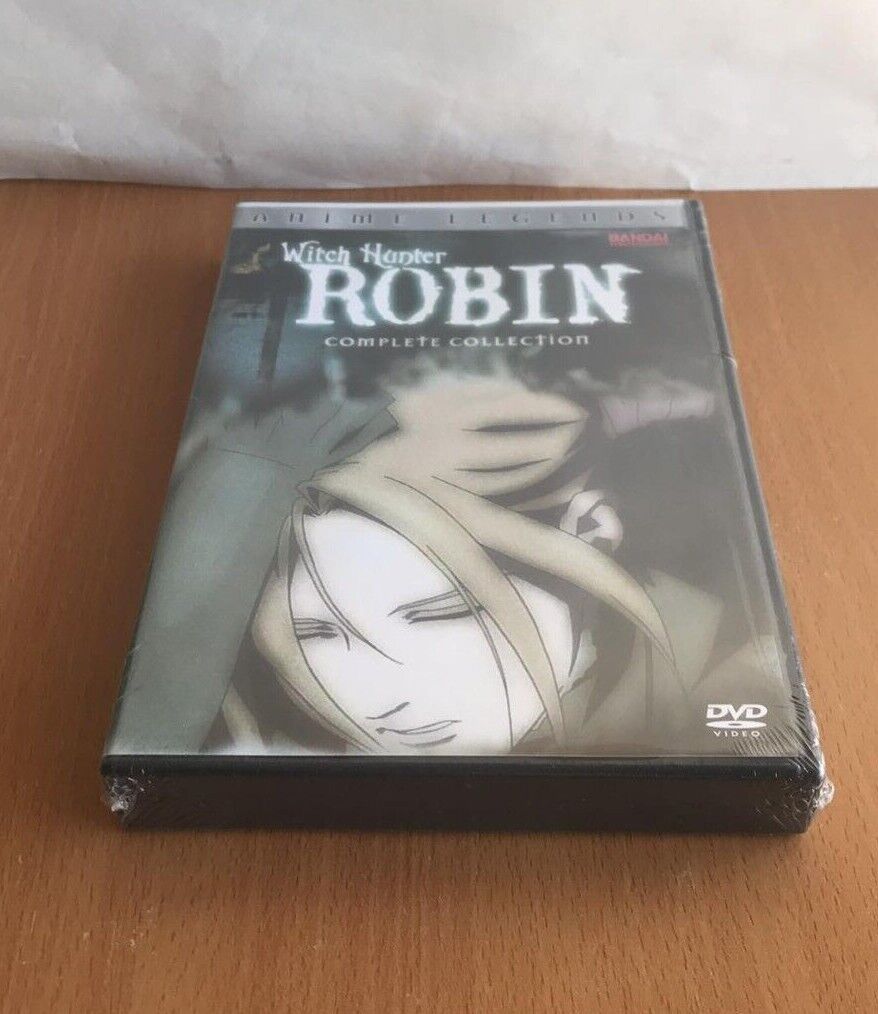 ANIME LEGENDS
BANDAI
Witch Hunter
ROBIN
COMPLETE COLLECTION
DVD
VIDEO